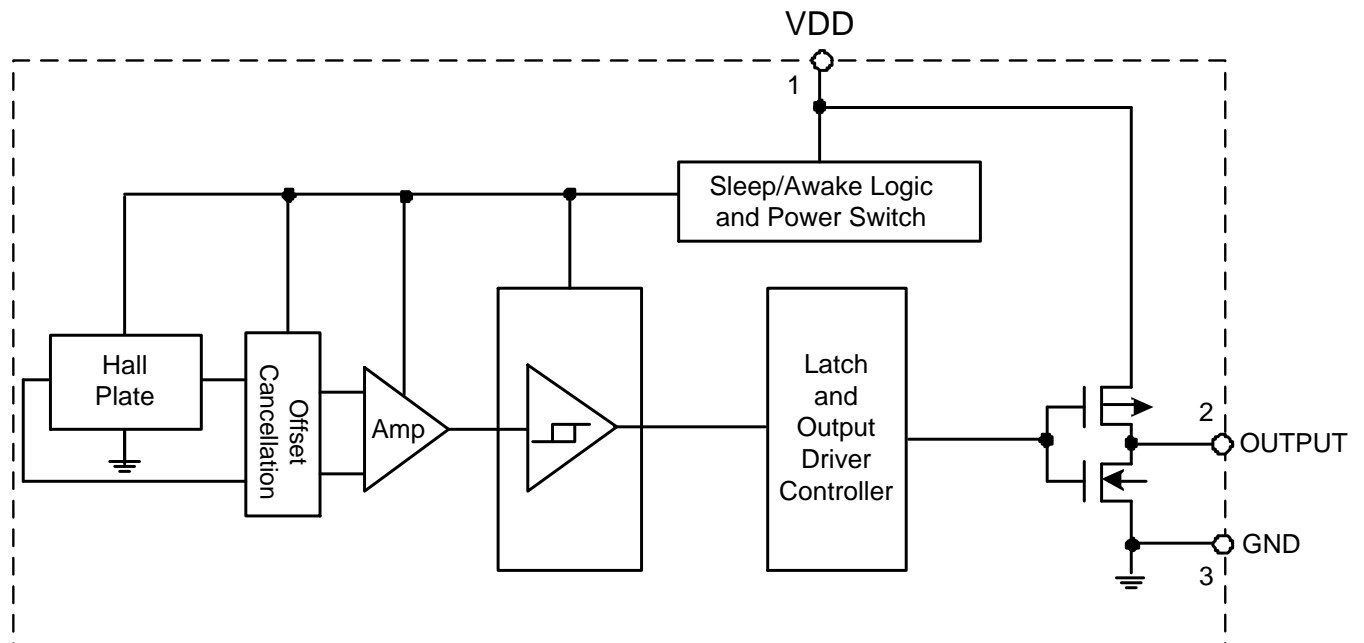 VDD
1
Sleep/Awake Logic
and Power Switch
Hall
Plate
Offset
Cancellation
Amp
Latch
and
Output
Driver
Controller
2
OUTPUT
GND
3